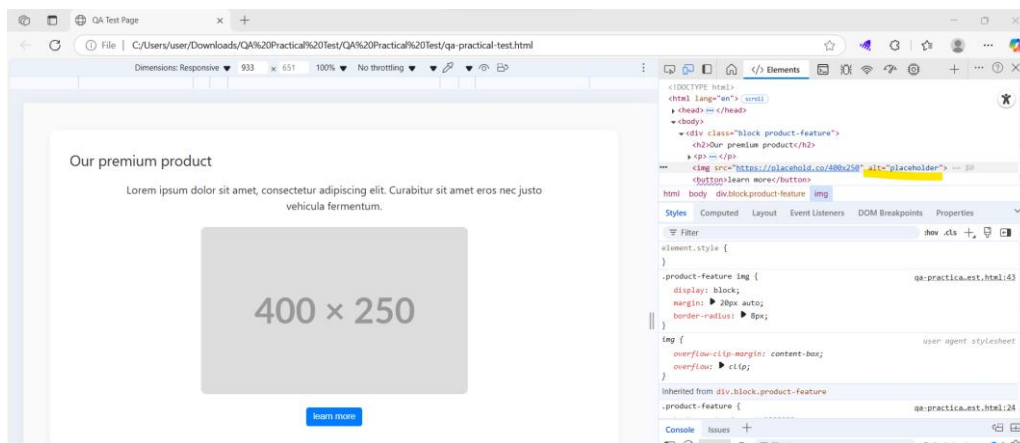 QA Test Page
File
C:/Users/user/Downloads/QA%20Practical%20Test/QA%20Practical%20Test/qa-practical-test.html
Dimensions: Responsive 933 × 651 100% No throttling
Elements
<!DOCTYPE html>
<html lang="en"> scroll
<head> ⋯ </head>
<body>
<div class="block product-feature">
<h2>Our premium product</h2>
<p> ⋯ </p>
<img src="https://placehold.co/400x250" alt="placeholder"> == $0
<button>learn more</button>
html body div.block.product-feature img
Styles Computed Layout Event Listeners DOM Breakpoints Properties
Filter :hov .cls
element.style {
}
.product-feature img { qa-practica…est.html:43
display: block;
margin: 20px auto;
border-radius: 8px;
}
img { user agent stylesheet
overflow-clip-margin: content-box;
overflow: clip;
}
Inherited from div.block.product-feature
.product-feature { qa-practica…est.html:24
Console Issues
Our premium product
Lorem ipsum dolor sit amet, consectetur adipiscing elit. Curabitur sit amet eros nec justo
vehicula fermentum.
400 × 250
learn more